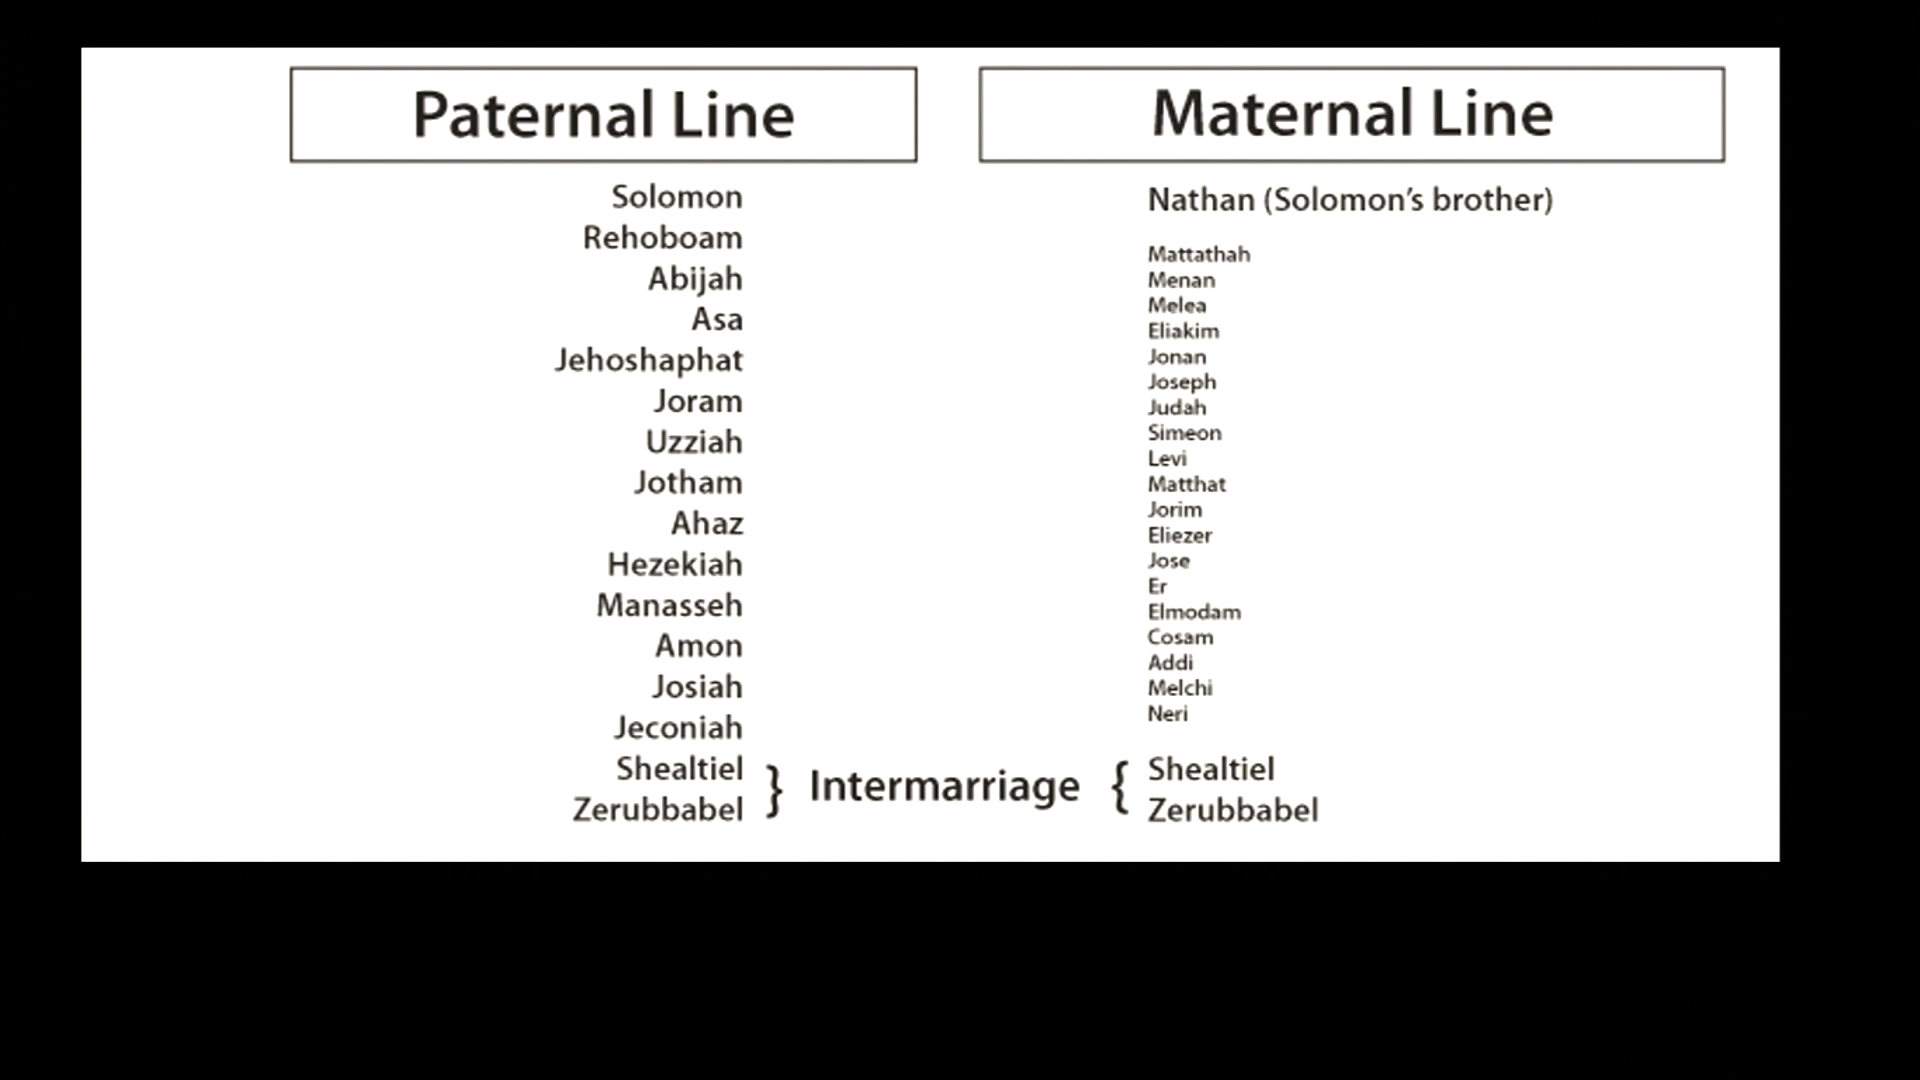 Paternal Line
Solomon
Rehoboam
Abijah
Asa
Jehoshaphat
Joram
Uzziah
Jotham
Ahaz
Hezekiah
Manasseh
Amon
Josiah
Jeconiah
Shealtiel
Zerubbabel
} Intermarriage {
Maternal Line
Nathan (Solomon's brother)
Mattathah
Menan
Melea
Eliakim
Jonan
Joseph
Judah
Simeon
Levi
Matthat
Jorim
Eliezer
Jose
Er
Elmodam
Cosam
Addi
Melchi
Neri
Shealtiel
Zerubbabel